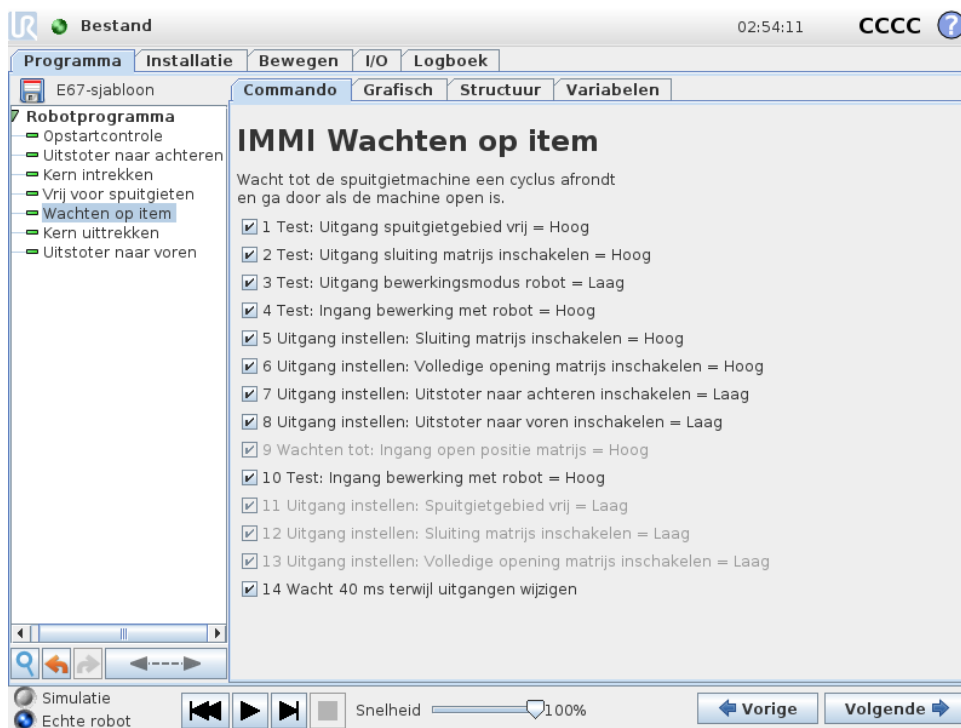 UR Bestand 02:54:11 CCCC ?
Programma Installatie Bewegen I/O Logboek
E67-sjabloon
Commando Grafisch Structuur Variabelen
Robotprogramma
Opstartcontrole
Uitstoter naar achteren
Kern intrekken
Vrij voor spuitgieten
Wachten op item
Kern uittrekken
Uitstoter naar voren
IMMI Wachten op item
Wacht tot de spuitgietmachine een cyclus afrondt
en ga door als de machine open is.
1 Test: Uitgang spuitgietgebied vrij = Hoog
2 Test: Uitgang sluiting matrijs inschakelen = Hoog
3 Test: Uitgang bewerkingsmodus robot = Laag
4 Test: Ingang bewerking met robot = Hoog
5 Uitgang instellen: Sluiting matrijs inschakelen = Hoog
6 Uitgang instellen: Volledige opening matrijs inschakelen = Hoog
7 Uitgang instellen: Uitstoter naar achteren inschakelen = Laag
8 Uitgang instellen: Uitstoter naar voren inschakelen = Laag
9 Wachten tot: Ingang open positie matrijs = Hoog
10 Test: Ingang bewerking met robot = Hoog
11 Uitgang instellen: Spuitgietgebied vrij = Laag
12 Uitgang instellen: Sluiting matrijs inschakelen = Laag
13 Uitgang instellen: Volledige opening matrijs inschakelen = Laag
14 Wacht 40 ms terwijl uitgangen wijzigen
Simulatie
Echte robot
Snelheid 100%
Vorige Volgende